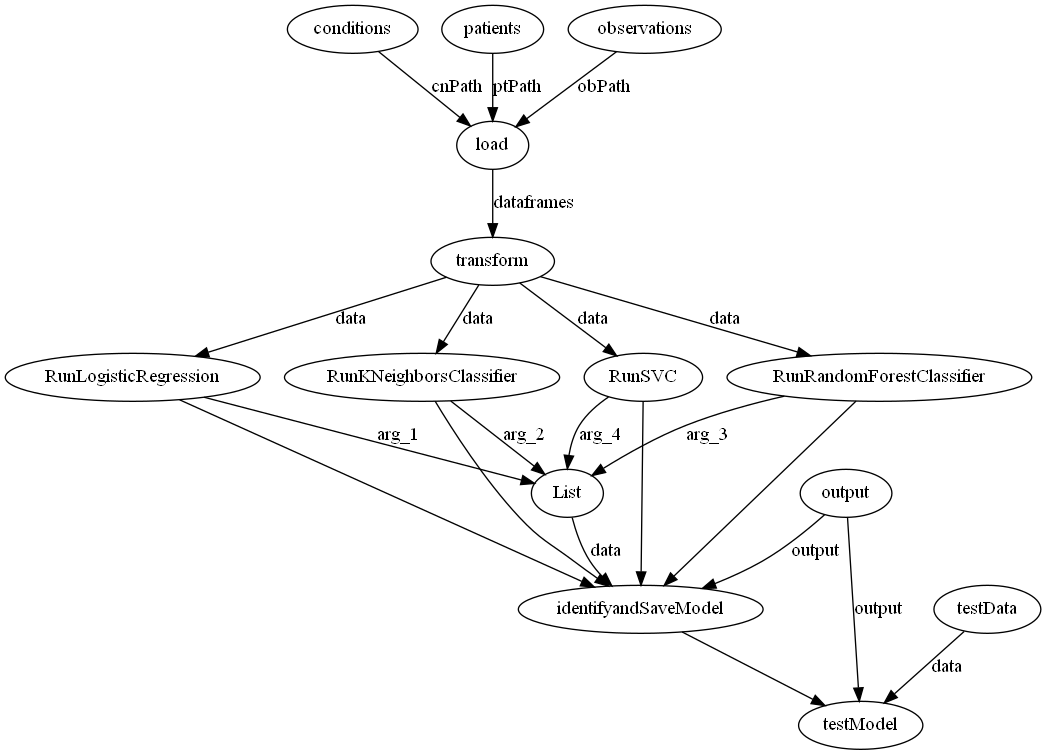 conditions
patients
observations
cnPath
ptPath
obPath
load
dataframes
transform
data
data
data
data
RunLogisticRegression
RunKNeighborsClassifier
RunSVC
RunRandomForestClassifier
arg_1
arg_2
arg_4
arg_3
List
output
data
output
identifyandSaveModel
output
testData
data
testModel